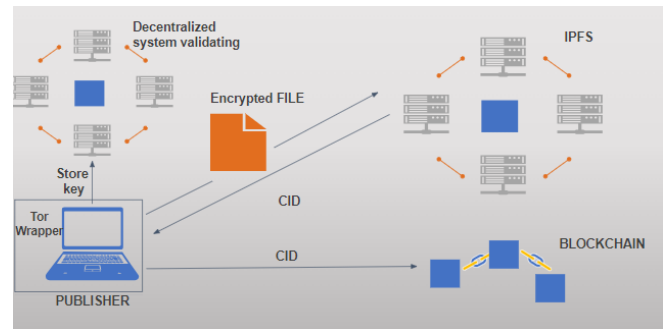 Decentralized
system validating
IPFS
Encrypted FILE
Store
key
CID
Tor
Wrapper
CID
BLOCKCHAIN
PUBLISHER